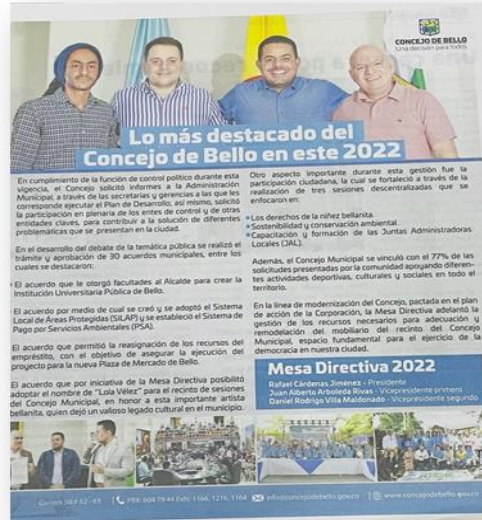 CONCEJO DE BELLO
Una decisión para todos
Lo más destacado del
Concejo de Bello en este 2022
En cumplimiento de la función de control político durante esta
vigencia, el Concejo solicitó informes a la Administración
Municipal, a través de las secretarías y gerencias a las que les
corresponde ejecutar el Plan de Desarrollo; así mismo, solicitó
la participación en plenaria de los entes de control y de otras
entidades claves, para contribuir a la solución de diferentes
problemáticas que se presentan en la ciudad.
En el desarrollo del debate de la temática pública se realizó el
trámite y aprobación de 30 acuerdos municipales, entre los
cuales se destacaron:
El acuerdo que le otorgó facultades al Alcalde para crear la
Institución Universitaria Pública de Bello.
El acuerdo por medio de cual se creó y se adoptó el Sistema
Local de Áreas Protegidas (SILAP) y se estableció el Sistema de
Pago por Servicios Ambientales (PSA).
El acuerdo que permitió la reasignación de los recursos del
empréstito, con el objetivo de asegurar la ejecución del
proyecto para la nueva Plaza de Mercado de Bello.
El acuerdo que por iniciativa de la Mesa Directiva posibilitó
adoptar el nombre de "Lola Vélez" para el recinto de sesiones
del Concejo Municipal, en honor a esta importante artista
bellanita, quien dejó un valioso legado cultural en el municipio.
Otro aspecto importante durante esta gestión fue la
participación ciudadana, la cual se fortaleció a través de la
realización de tres sesiones descentralizadas que se
enfocaron en:
Los derechos de la niñez bellanita.
Sostenibilidad y conservación ambiental.
Capacitación y formación de las Juntas Administradoras
Locales (JAL).
Además, el Concejo Municipal se vinculó con el 77% de las
solicitudes presentadas por la comunidad apoyando diferen-
tes actividades deportivas, culturales y sociales en todo el
territorio.
En la línea de modernización del Concejo, pactada en el plan
de acción de la Corporación, la Mesa Directiva adelantó la
gestión de los recursos necesarios para adecuación y
remodelación del mobiliario del recinto del Concejo
Municipal, espacio fundamental para el ejercicio de la
democracia en nuestra ciudad.
Mesa Directiva 2022
Rafael Cárdenas Jiménez - Presidente
Juan Alberto Arboleda Rivas - Vicepresidente primero
Daniel Rodrigo Villa Maldonado - Vicepresidente segundo
Carrera 50 # 52 - 63
PBX: 604 79 44 Exts: 1166, 1216, 1164
info@concejodebello.gov.co
www.concejodebello.gov.co